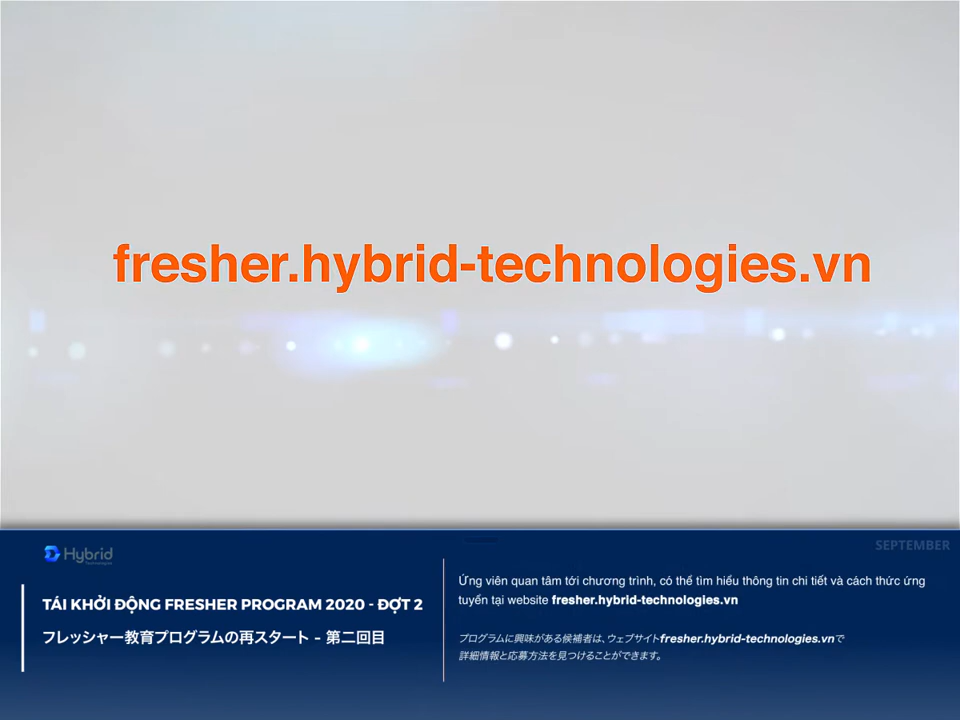 fresher.hybrid-technologies.vn
SEPTEMBER
Hybrid
Technologies
TÁI KHỞI ĐỘNG FRESHER PROGRAM 2020 - ĐỢT 2
フレッシャー教育プログラムの再スタート – 第二回目
Ứng viên quan tâm tới chương trình, có thể tìm hiểu thông tin chi tiết và cách thức ứng
tuyển tại website fresher.hybrid-technologies.vn
プログラムに興味がある候補者は、ウェブサイトfresher.hybrid-technologies.vnで
詳細情報と応募方法を見つけることができます。